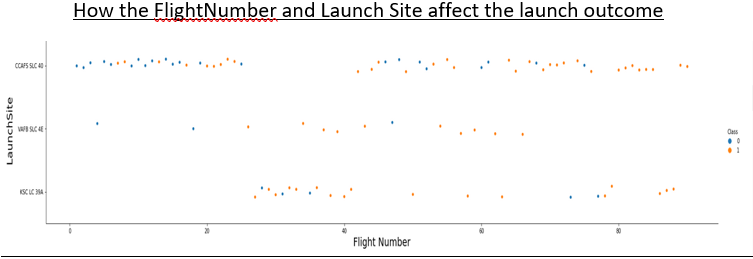 How the FlightNumber and Launch Site affect the launch outcome
CCAFS SLC 40
VAFB SLC 4E
KSC LC 39A
LaunchSite
0 20 40 60 80
Flight Number
Class
0
1